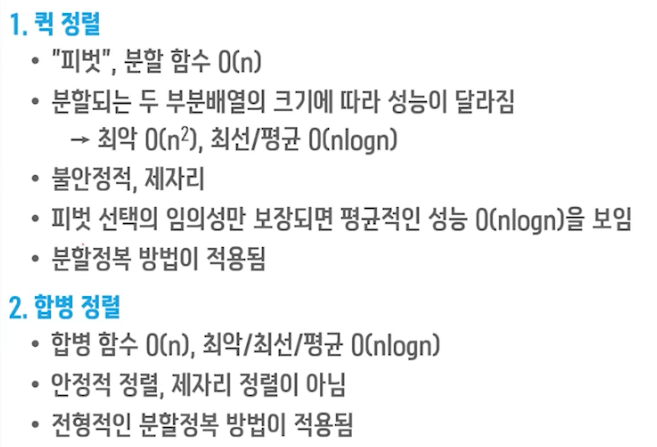 1. 퀵 정렬
• "피벗", 분할 함수 O(n)
• 분할되는 두 부분배열의 크기에 따라 성능이 달라짐
→ 최악 O(n²), 최선/평균 O(nlogn)
• 불안정적, 제자리
• 피벗 선택의 임의성만 보장되면 평균적인 성능 O(nlogn)을 보임
• 분할정복 방법이 적용됨
2. 합병 정렬
• 합병 함수 O(n), 최악/최선/평균 O(nlogn)
• 안정적 정렬, 제자리 정렬이 아님
• 전형적인 분할정복 방법이 적용됨